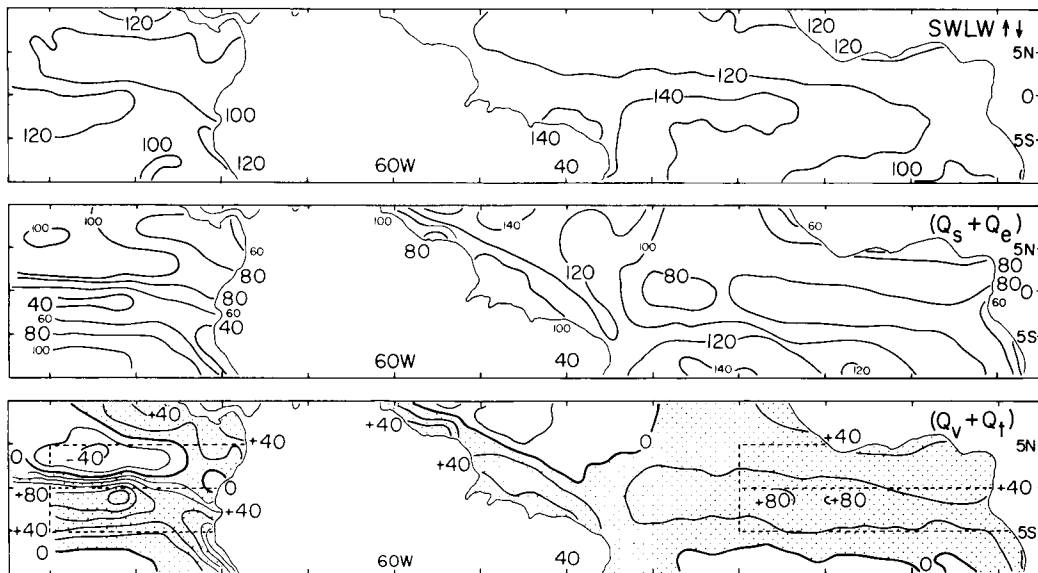 120 120 SWLW ↑↓
120 5N
120
140 0
100
120 140 5S
100 120 60W 40 100
100 140 60 (Qs + Qe)
100 100 5N
60 80 120 80
80 80 80
40 80 0
60 60 60
80 40 100 120 5S
100 60W 40 140 120
+40 +40 0 (Qv + Qt)
+40 +40 5N
0 -40 +40
0 +40
+80 +80 +80
+40 +40 5S
0 60W 40 0